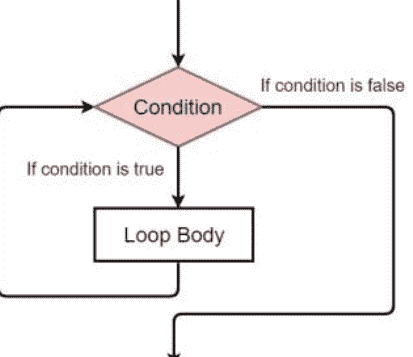 If condition is false
Condition
If condition is true
Loop Body